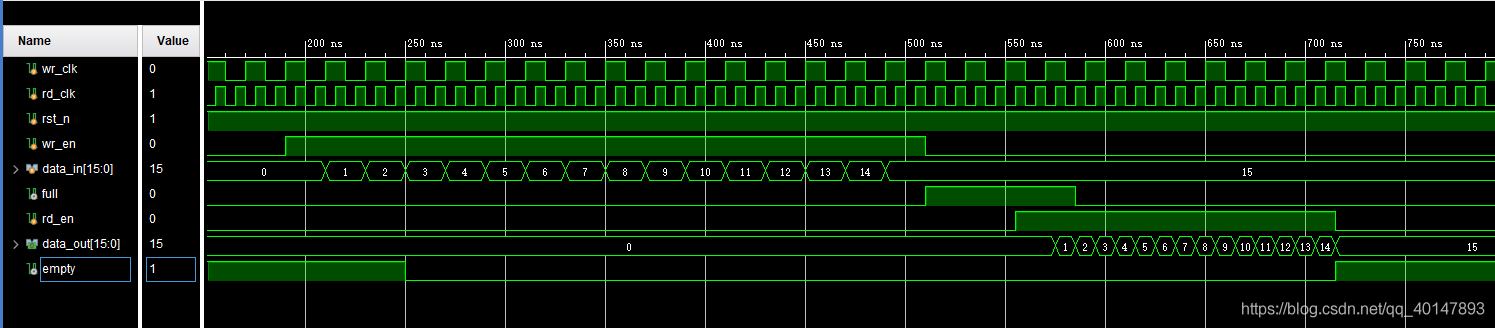 Name Value
200 ns 250 ns 300 ns 350 ns 400 ns 450 ns 500 ns 550 ns 600 ns 650 ns 700 ns 750 ns
wr_clk 0
rd_clk 1
rst_n 1
wr_en 0
data_in[15:0] 15 0 1 2 3 4 5 6 7 8 9 10 11 12 13 14 15
full 0
rd_en 0
data_out[15:0] 15 0 1 2 3 4 5 6 7 8 9 10 11 12 13 14 15
empty 1
https://blog.csdn.net/qq_40147893